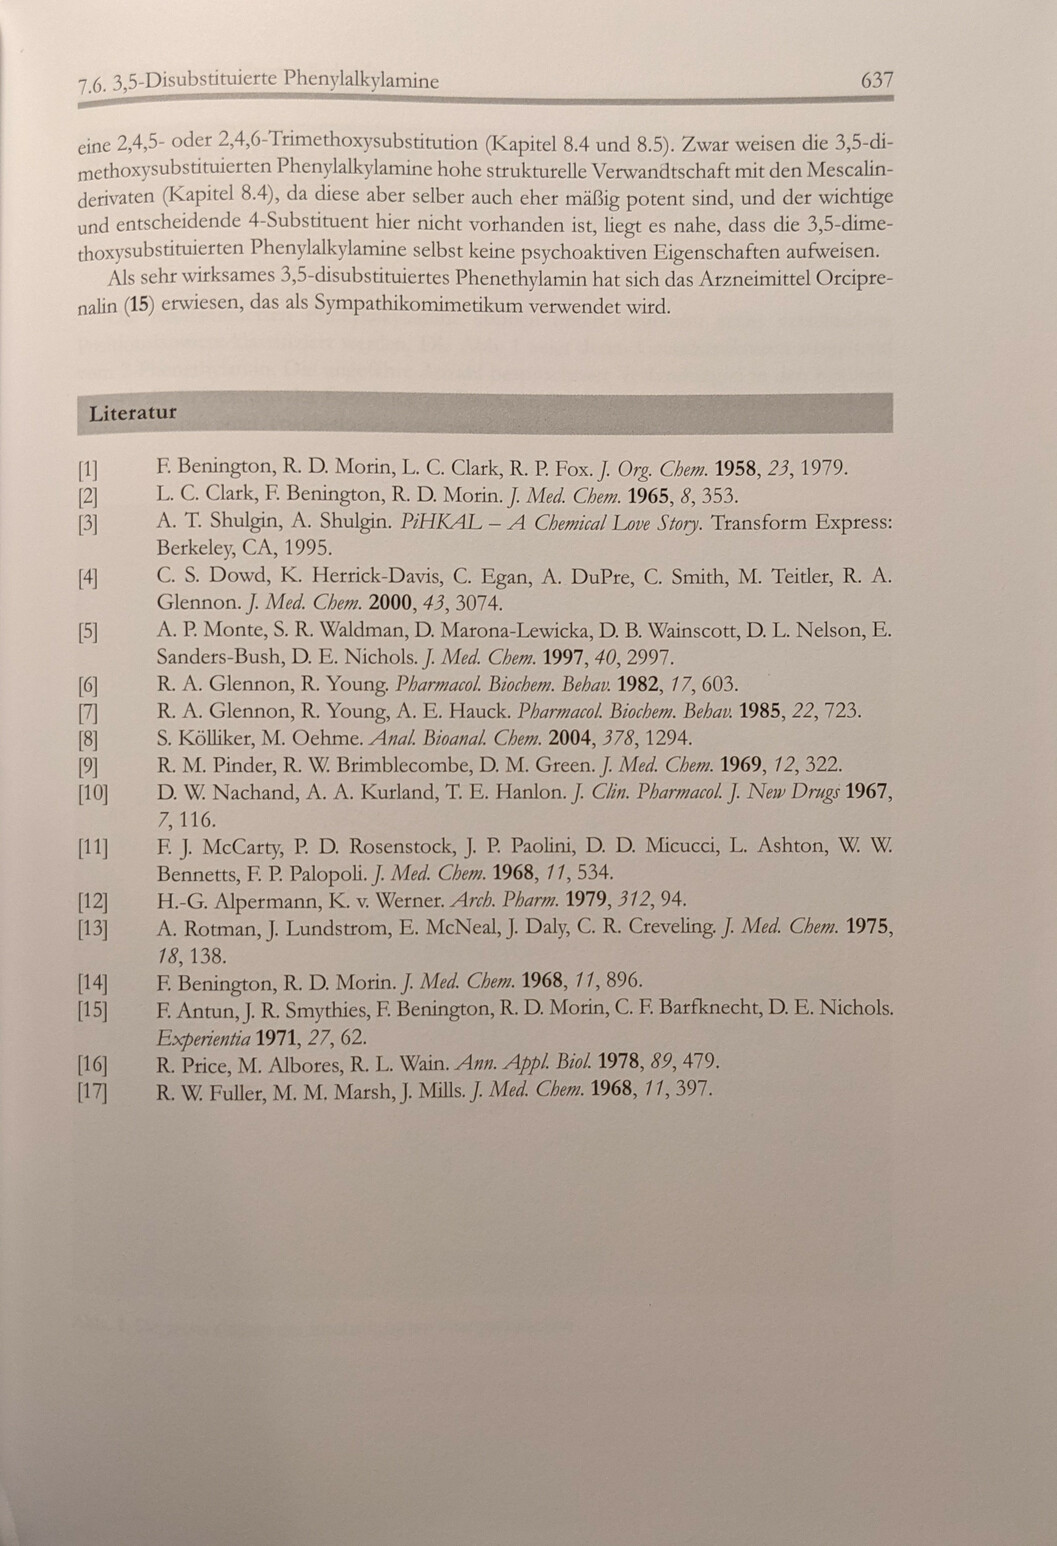 7.6. 3,5-Disubstituierte Phenylalkylamine 637
eine 2,4,5- oder 2,4,6-Trimethoxysubstitution (Kapitel 8.4 und 8.5). Zwar weisen die 3,5-di-
methoxysubstituierten Phenylalkylamine hohe strukturelle Verwandtschaft mit den Mescalin-
derivaten (Kapitel 8.4), da diese aber selber auch eher mäßig potent sind, und der wichtige
und entscheidende 4-Substituent hier nicht vorhanden ist, liegt es nahe, dass die 3,5-dime-
thoxysubstituierten Phenylalkylamine selbst keine psychoaktiven Eigenschaften aufweisen.
Als sehr wirksames 3,5-disubstituiertes Phenethylamin hat sich das Arzneimittel Orcipre-
nalin (15) erwiesen, das als Sympathikomimetikum verwendet wird.
Literatur
[1] F. Benington, R. D. Morin, L. C. Clark, R. P. Fox. J. Org. Chem. 1958, 23, 1979.
[2] L. C. Clark, F. Benington, R. D. Morin. J. Med. Chem. 1965, 8, 353.
[3] A. T. Shulgin, A. Shulgin. PiHKAL – A Chemical Love Story. Transform Express:
Berkeley, CA, 1995.
[4] C. S. Dowd, K. Herrick-Davis, C. Egan, A. DuPre, C. Smith, M. Teitler, R. A.
Glennon. J. Med. Chem. 2000, 43, 3074.
[5] A. P. Monte, S. R. Waldman, D. Marona-Lewicka, D. B. Wainscott, D. L. Nelson, E.
Sanders-Bush, D. E. Nichols. J. Med. Chem. 1997, 40, 2997.
[6] R. A. Glennon, R. Young. Pharmacol. Biochem. Behav. 1982, 17, 603.
[7] R. A. Glennon, R. Young, A. E. Hauck. Pharmacol. Biochem. Behav. 1985, 22, 723.
[8] S. Kölliker, M. Oehme. Anal. Bioanal. Chem. 2004, 378, 1294.
[9] R. M. Pinder, R. W. Brimblecombe, D. M. Green. J. Med. Chem. 1969, 12, 322.
[10] D. W. Nachand, A. A. Kurland, T. E. Hanlon. J. Clin. Pharmacol. J. New Drugs 1967,
7, 116.
[11] F. J. McCarty, P. D. Rosenstock, J. P. Paolini, D. D. Micucci, L. Ashton, W. W.
Bennetts, F. P. Palopoli. J. Med. Chem. 1968, 11, 534.
[12] H.-G. Alpermann, K. v. Werner. Arch. Pharm. 1979, 312, 94.
[13] A. Rotman, J. Lundstrom, E. McNeal, J. Daly, C. R. Creveling. J. Med. Chem. 1975,
18, 138.
[14] F. Benington, R. D. Morin. J. Med. Chem. 1968, 11, 896.
[15] F. Antun, J. R. Smythies, F. Benington, R. D. Morin, C. F. Barfknecht, D. E. Nichols.
Experientia 1971, 27, 62.
[16] R. Price, M. Albores, R. L. Wain. Ann. Appl. Biol. 1978, 89, 479.
[17] R. W. Fuller, M. M. Marsh, J. Mills. J. Med. Chem. 1968, 11, 397.